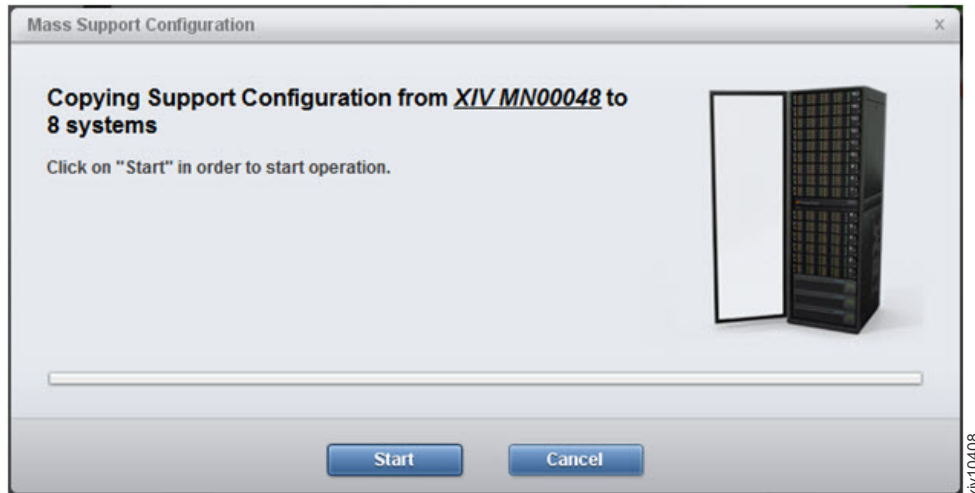 Mass Support Configuration
x
Copying Support Configuration from XIV MN00048 to
8 systems
Click on "Start" in order to start operation.
Start
Cancel
xiv10408